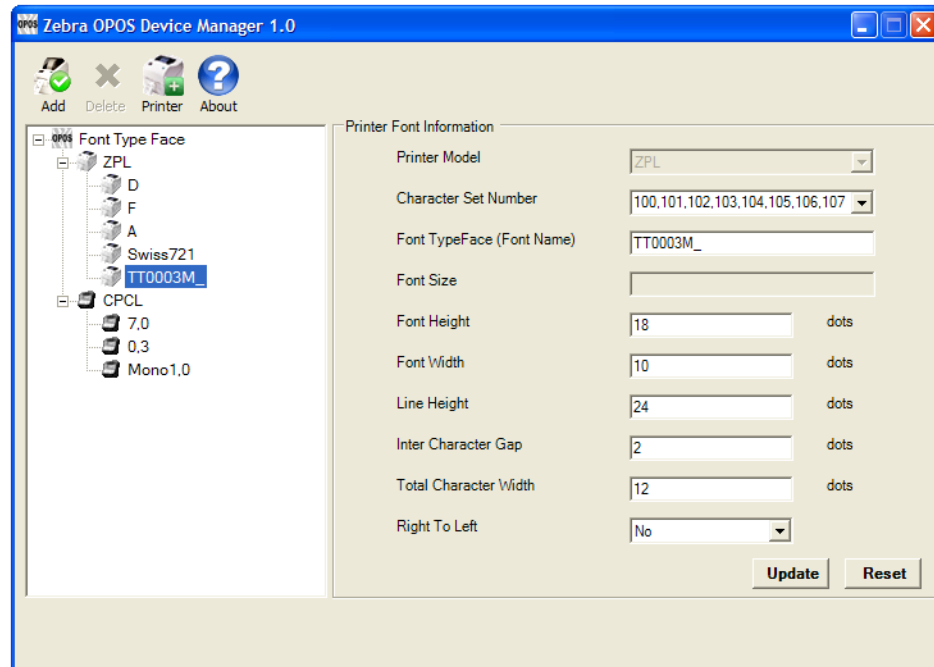 OPOS Zebra OPOS Device Manager 1.0
Add Delete Printer About
OPOS Font Type Face
ZPL
D
F
A
Swiss721
TT0003M_
CPCL
7,0
0,3
Mono1,0
Printer Font Information
Printer Model ZPL
Character Set Number 100,101,102,103,104,105,106,107
Font TypeFace (Font Name) TT0003M_
Font Size
Font Height 18 dots
Font Width 10 dots
Line Height 24 dots
Inter Character Gap 2 dots
Total Character Width 12 dots
Right To Left No
Update Reset